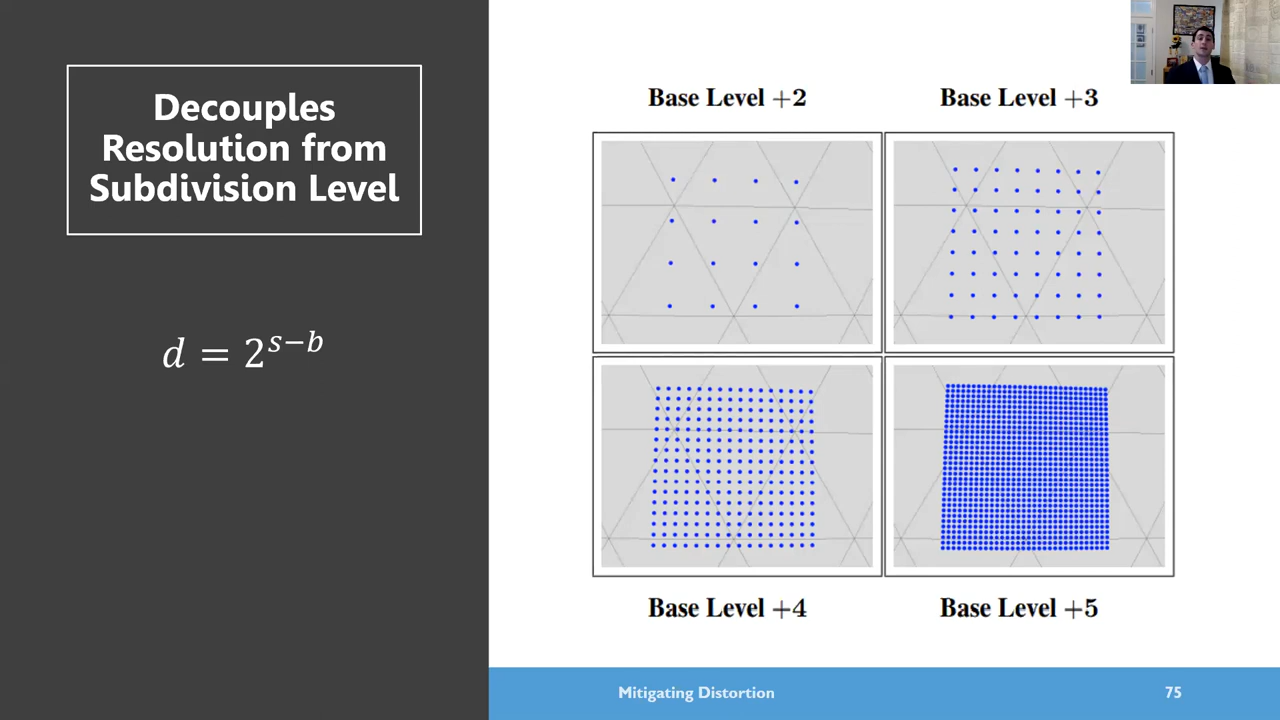 Decouples
Resolution from
Subdivision Level
d = 2^{s−b}
Base Level +2
Base Level +3
Base Level +4
Base Level +5
Mitigating Distortion
75